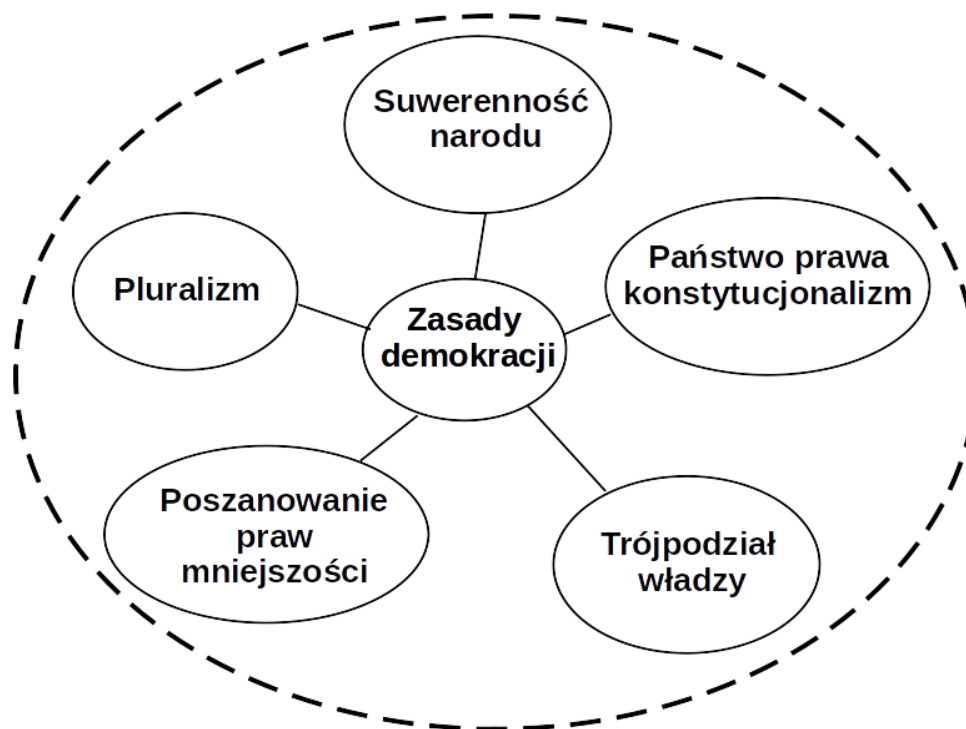 Suwerenność
narodu
Państwo prawa
konstytucjonalizm
Pluralizm
Zasady
demokracji
Poszanowanie
praw
mniejszości
Trójpodział
władzy